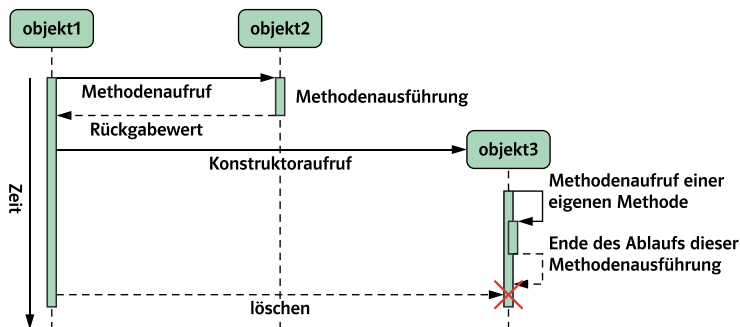 objekt1
objekt2
Methodenaufruf
Methodenausführung
Rückgabewert
objekt3
Konstruktoraufruf
Methodenaufruf einer
eigenen Methode
Zeit
Ende des Ablaufs dieser
Methodenausführung
löschen